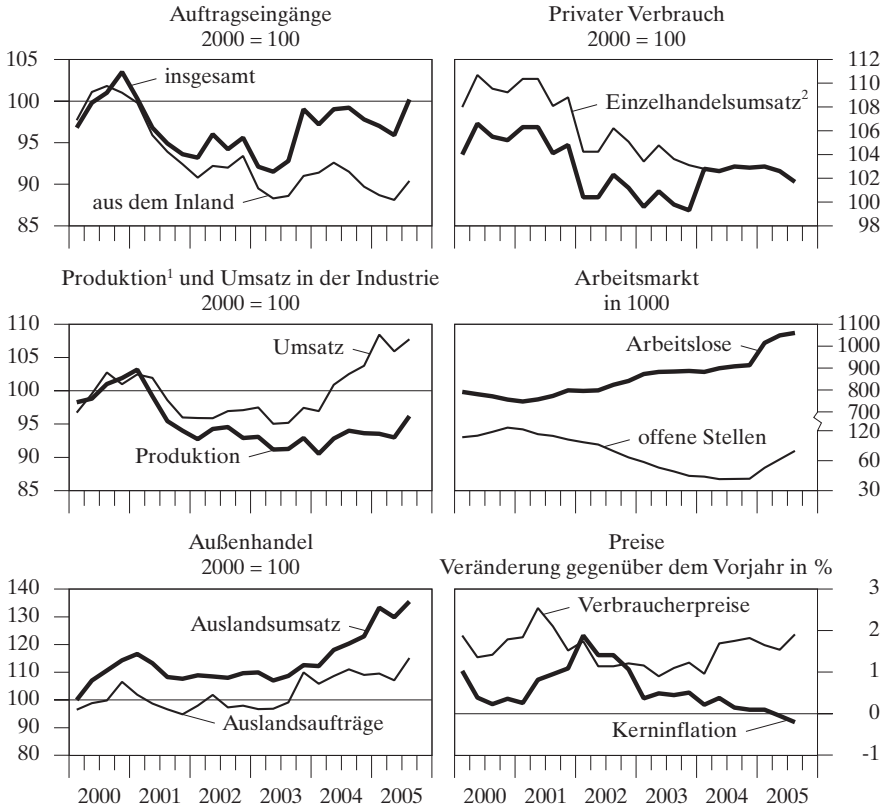 Auftragseingänge
2000 = 100
105
100
95
90
85
insgesamt
aus dem Inland
Privater Verbrauch
2000 = 100
112
110
108
106
104
102
100
98
Einzelhandelsumsatz²
Produktion¹ und Umsatz in der Industrie
2000 = 100
110
105
100
95
90
85
Umsatz
Produktion
Arbeitsmarkt
in 1000
1100
1000
900
800
700
120
60
30
Arbeitslose
offene Stellen
Außenhandel
2000 = 100
140
130
120
110
100
90
80
Auslandsumsatz
Auslandsaufträge
2000 2001 2002 2003 2004 2005
Preise
Veränderung gegenüber dem Vorjahr in %
3
2
1
0
-1
Verbraucherpreise
Kerninflation
2000 2001 2002 2003 2004 2005